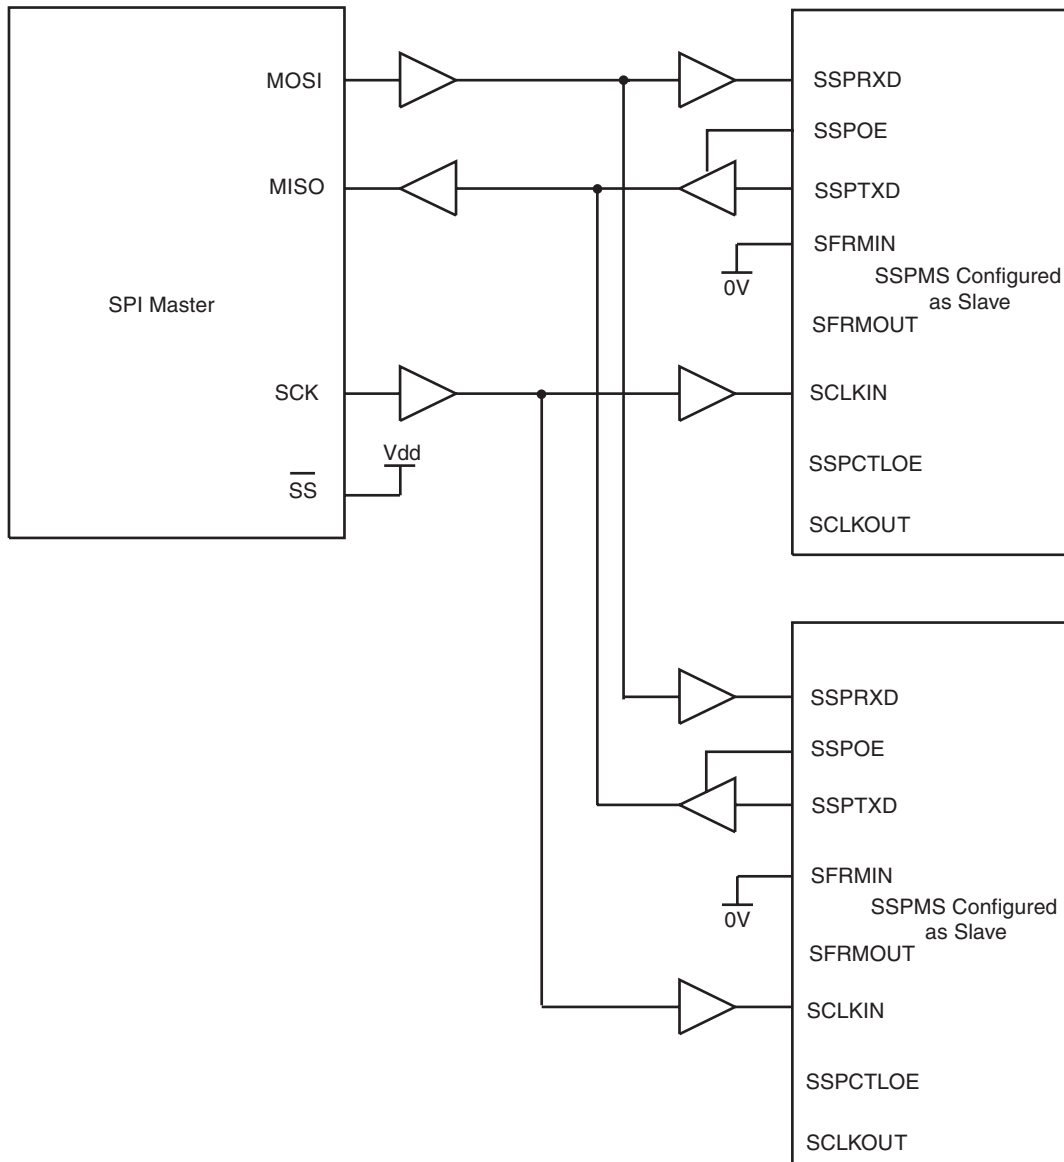 MOSI
MISO
SPI Master
SCK
Vdd
SS
SSPRXD
SSPOE
SSPTXD
SFRMIN
0V
SSPMS Configured
as Slave
SFRMOUT
SCLKIN
SSPCTLOE
SCLKOUT
SSPRXD
SSPOE
SSPTXD
SFRMIN
0V
SSPMS Configured
as Slave
SFRMOUT
SCLKIN
SSPCTLOE
SCLKOUT